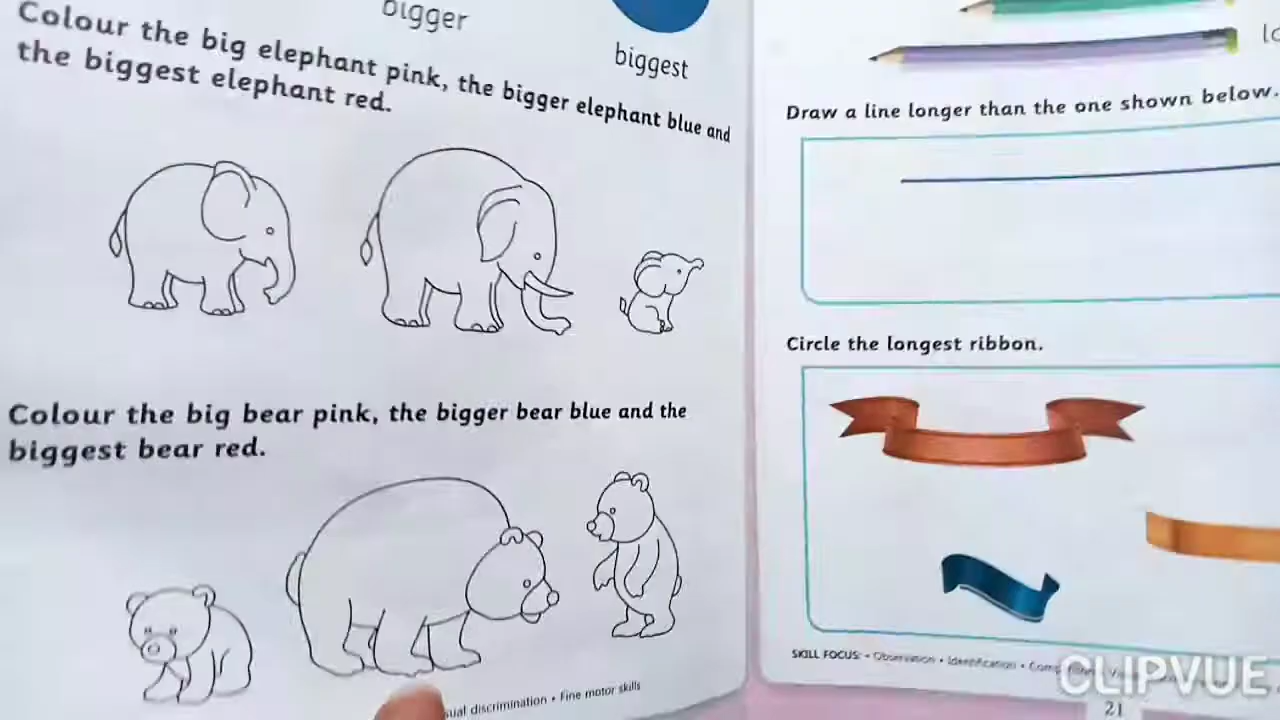 bigger
biggest
Colour the big elephant pink, the bigger elephant blue and
the biggest elephant red.
Colour the big bear pink, the bigger bear blue and the
biggest bear red.
discrimination • Fine motor skills
Draw a line longer than the one shown below.
Circle the longest ribbon.
SKILL FOCUS: • Observation • Identification •
21
CLIPVUE